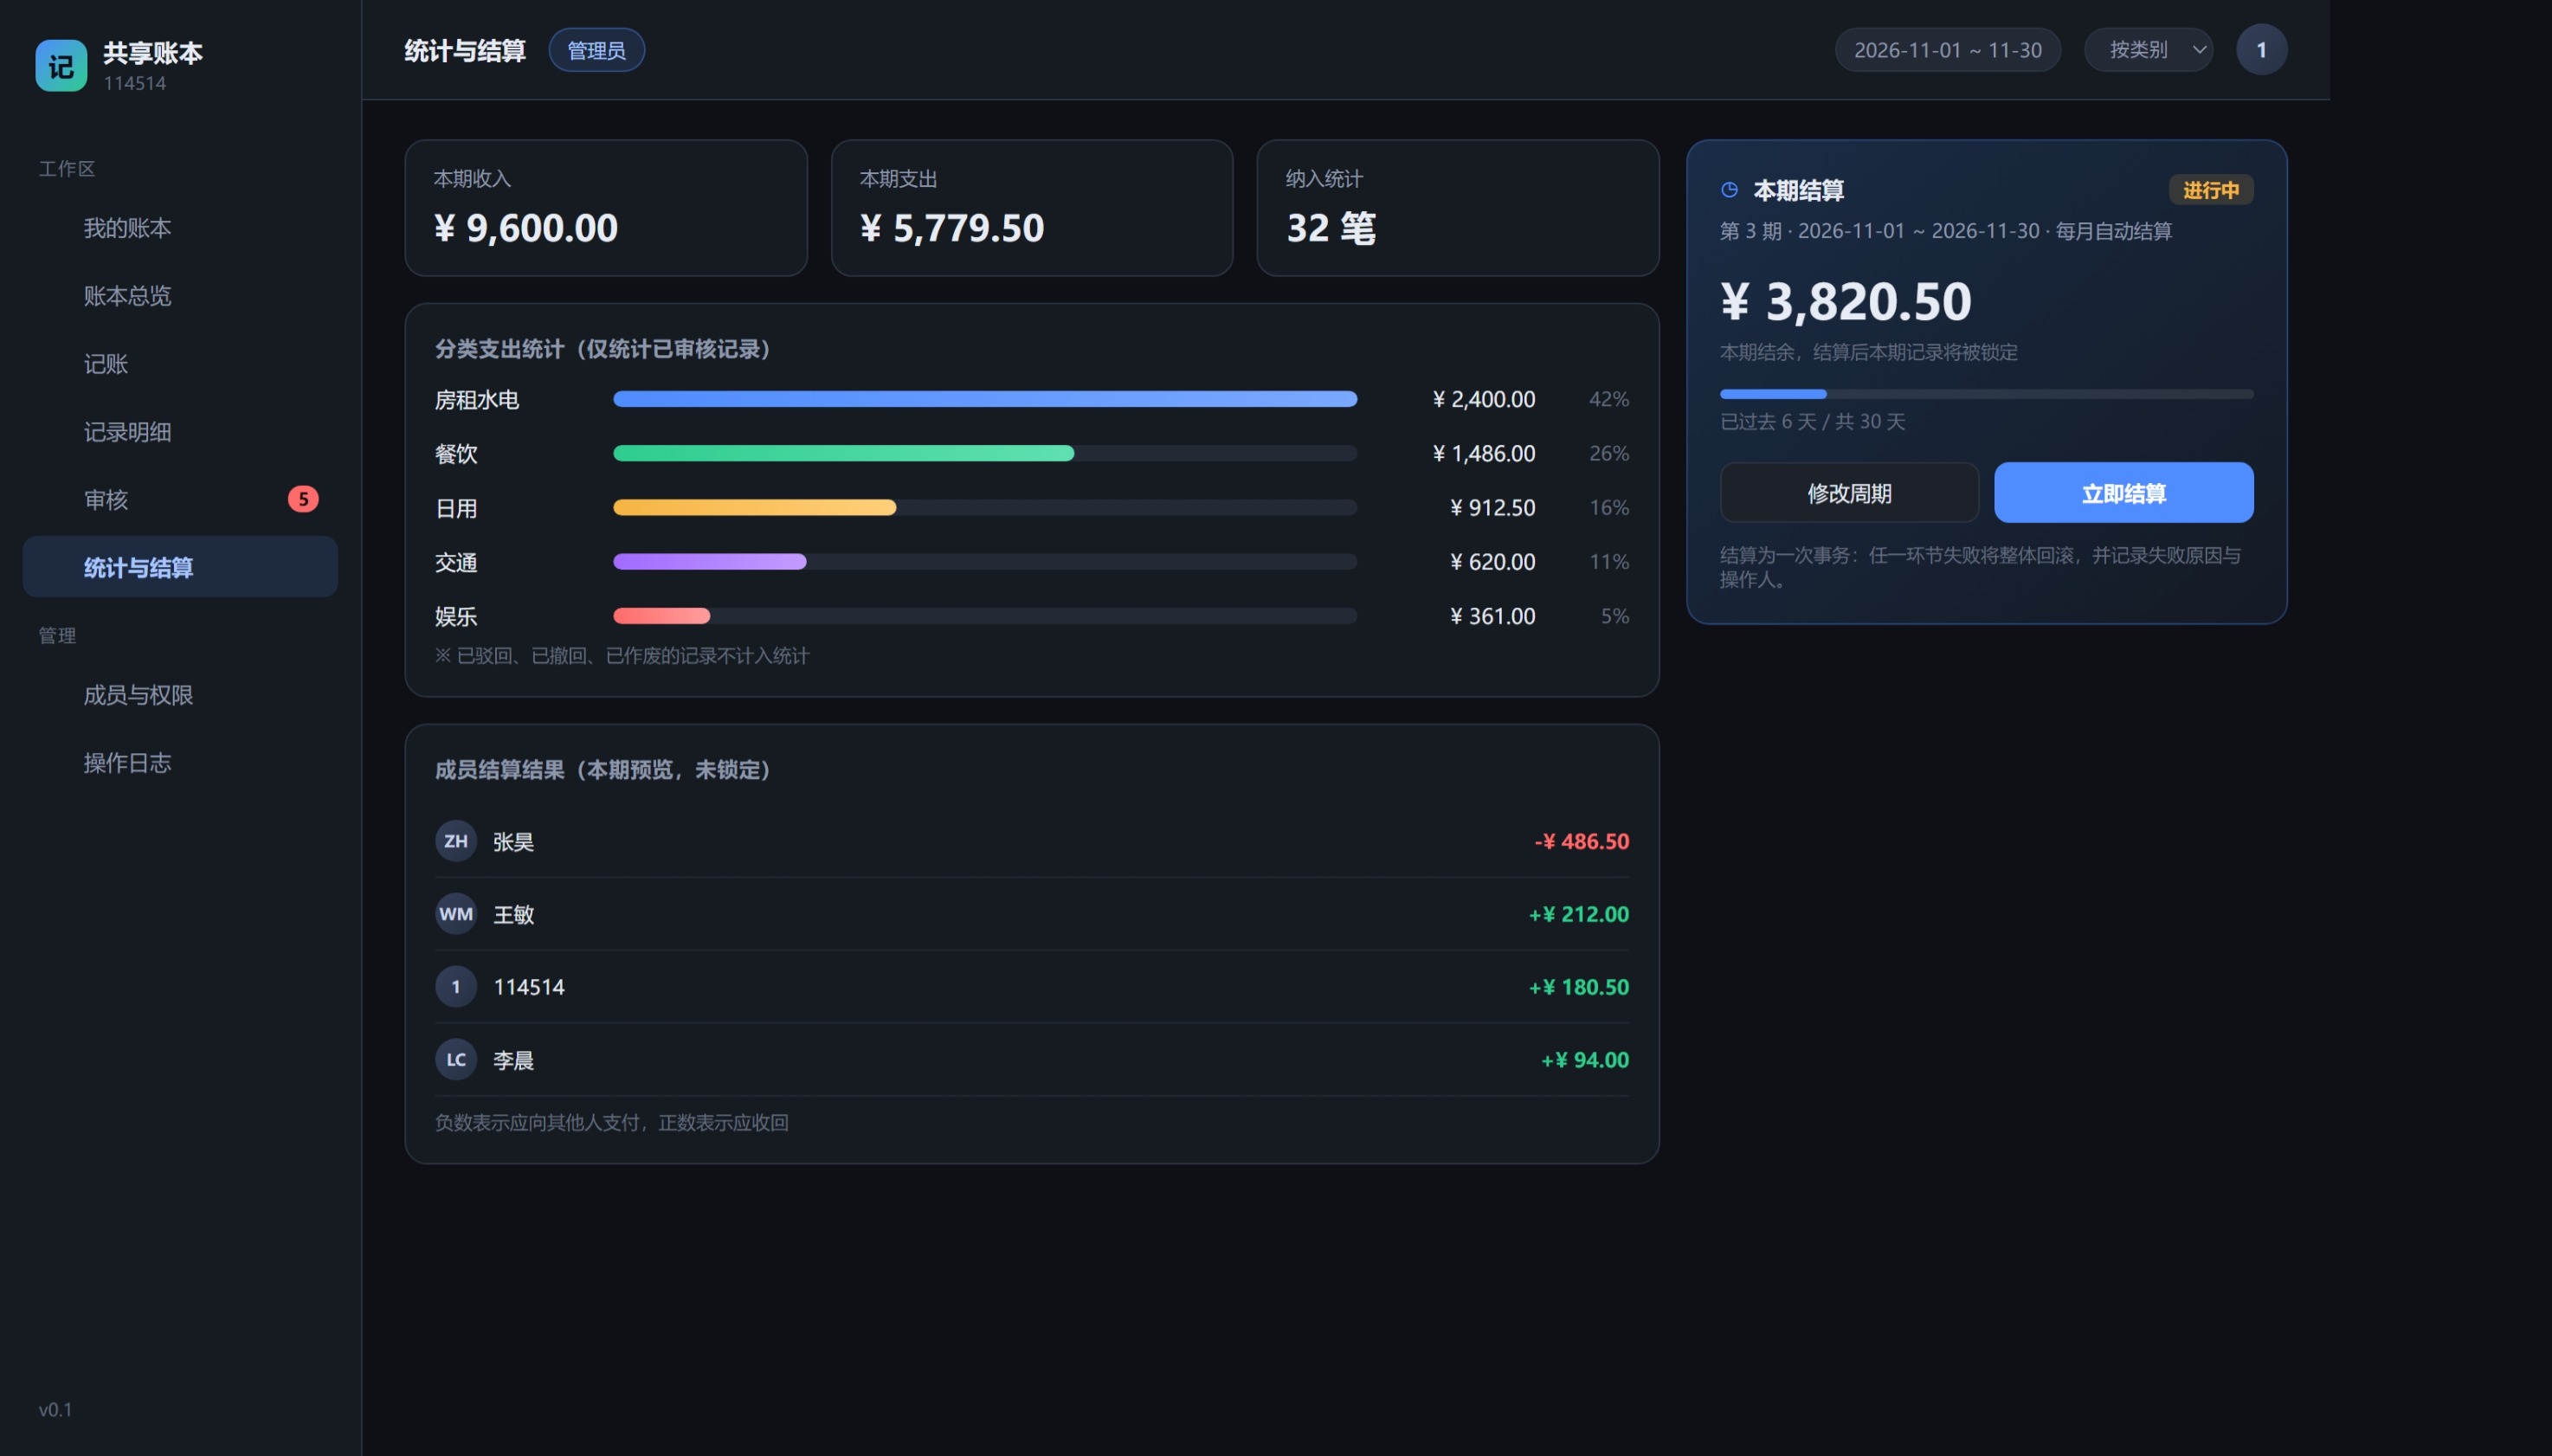 记
共享账本
114514
工作区
我的账本
账本总览
记账
记录明细
审核 5
统计与结算
管理
成员与权限
操作日志
v0.1
统计与结算 管理员
2026-11-01 ~ 11-30 按类别 1
本期收入
¥ 9,600.00
本期支出
¥ 5,779.50
纳入统计
32 笔
分类支出统计（仅统计已审核记录）
房租水电 ¥ 2,400.00 42%
餐饮 ¥ 1,486.00 26%
日用 ¥ 912.50 16%
交通 ¥ 620.00 11%
娱乐 ¥ 361.00 5%
※ 已驳回、已撤回、已作废的记录不计入统计
成员结算结果（本期预览，未锁定）
ZH 张昊 -¥ 486.50
WM 王敏 +¥ 212.00
1 114514 +¥ 180.50
LC 李晨 +¥ 94.00
负数表示应向其他人支付，正数表示应收回
本期结算 进行中
第 3 期 · 2026-11-01 ~ 2026-11-30 · 每月自动结算
¥ 3,820.50
本期结余，结算后本期记录将被锁定
已过去 6 天 / 共 30 天
修改周期 立即结算
结算为一次事务：任一环节失败将整体回滚，并记录失败原因与
操作人。